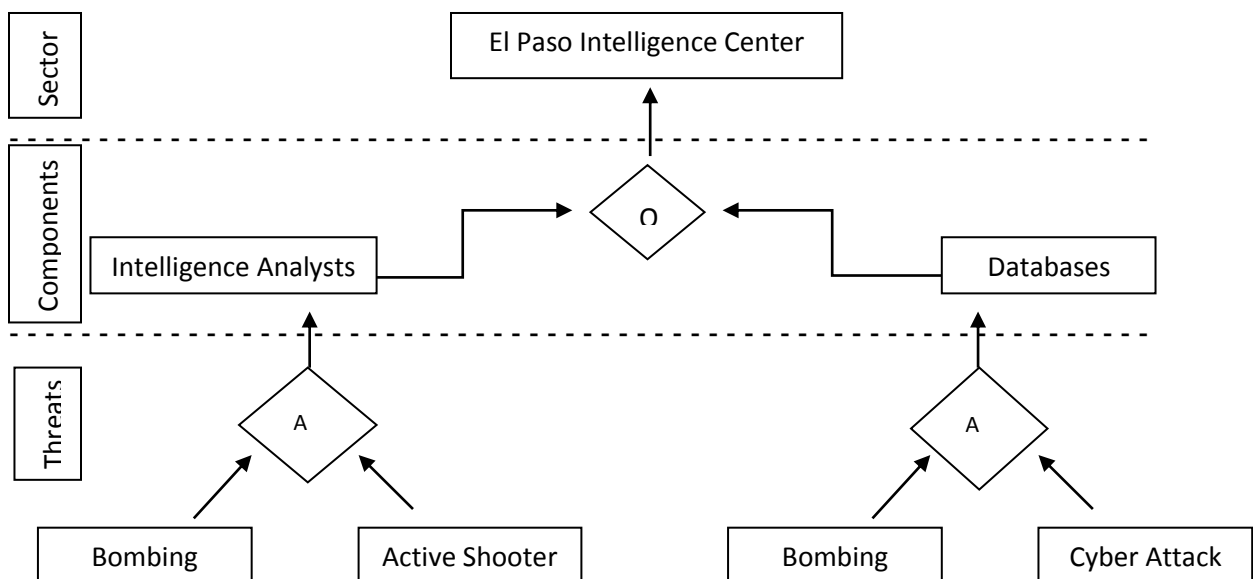 Sector
El Paso Intelligence Center
Components
O
Intelligence Analysts
Databases
Threats
A
A
Bombing
Active Shooter
Bombing
Cyber Attack